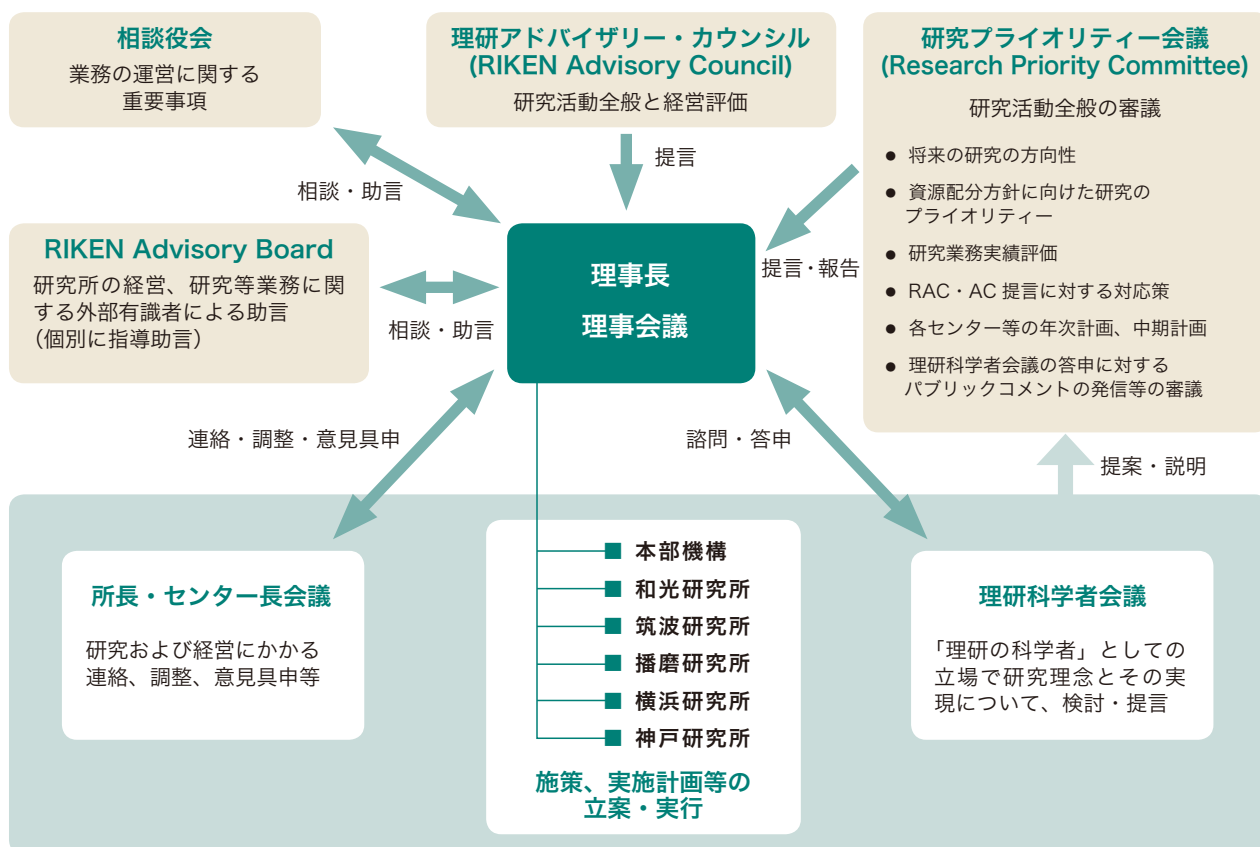 相談役会
業務の運営に関する
重要事項
理研アドバイザリー・カウンシル
(RIKEN Advisory Council)
研究活動全般と経営評価
研究プライオリティー会議
(Research Priority Committee)
研究活動全般の審議
● 将来の研究の方向性
● 資源配分方針に向けた研究の
プライオリティー
● 研究業務実績評価
● RAC・AC 提言に対する対応策
● 各センター等の年次計画、中期計画
● 理研科学者会議の答申に対する
パブリックコメントの発信等の審議
相談・助言
提言
提言・報告
RIKEN Advisory Board
研究所の経営、研究等業務に関
する外部有識者による助言
(個別に指導助言)
相談・助言
理事長
理事会議
連絡・調整・意見具申
諮問・答申
提案・説明
所長・センター長会議
研究および経営にかかる
連絡、調整、意見具申等
■ 本部機構
■ 和光研究所
■ 筑波研究所
■ 播磨研究所
■ 横浜研究所
■ 神戸研究所
施策、実施計画等の
立案・実行
理研科学者会議
「理研の科学者」としての
立場で研究理念とその実
現について、検討・提言